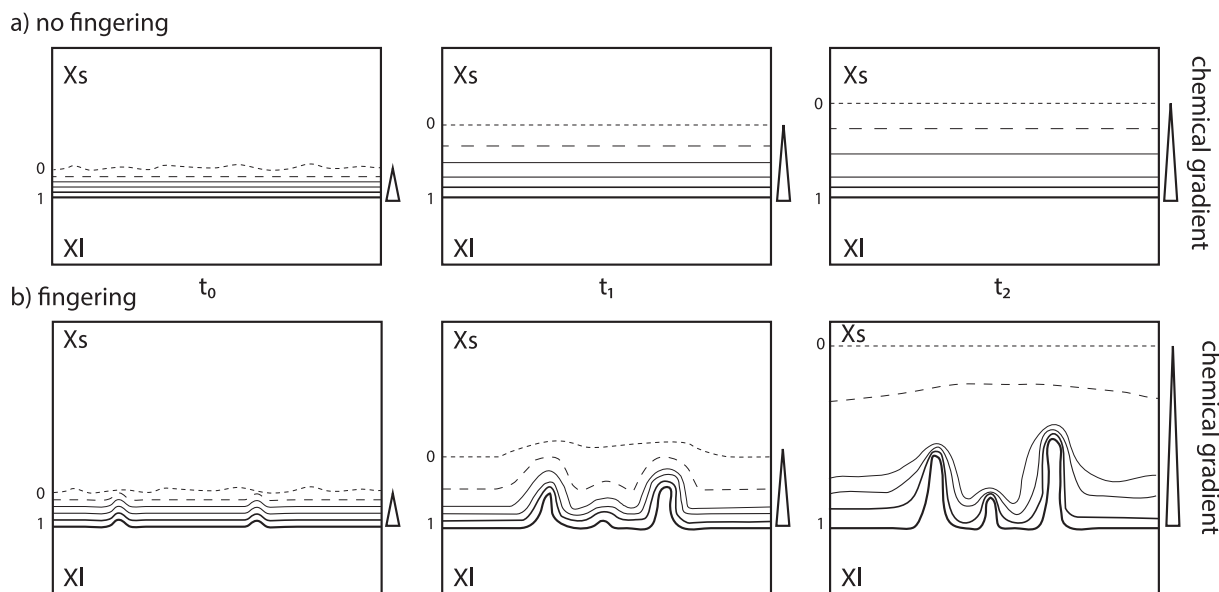 a) no fingering
Xs
0
1
Xl
Xs
0
1
Xl
Xs
0
1
Xl
chemical gradient
t₀
t₁
t₂
b) fingering
Xs
0
1
Xl
Xs
0
1
Xl
Xs
0
1
Xl
chemical gradient